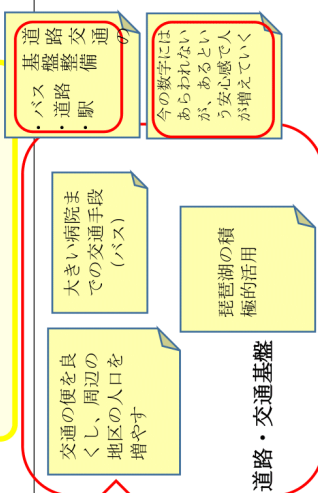 道路交通の
基盤整備
・バス
・道路
・駅
今の数字には
あらわれない
が、あるとい
う安心感で人
が増えていく
大きい病院ま
での交通手段
（バス）
琵琶湖の積
極的活用
交通の便を良
くし、周辺の
地区の人口を
増やす
道路・交通基盤